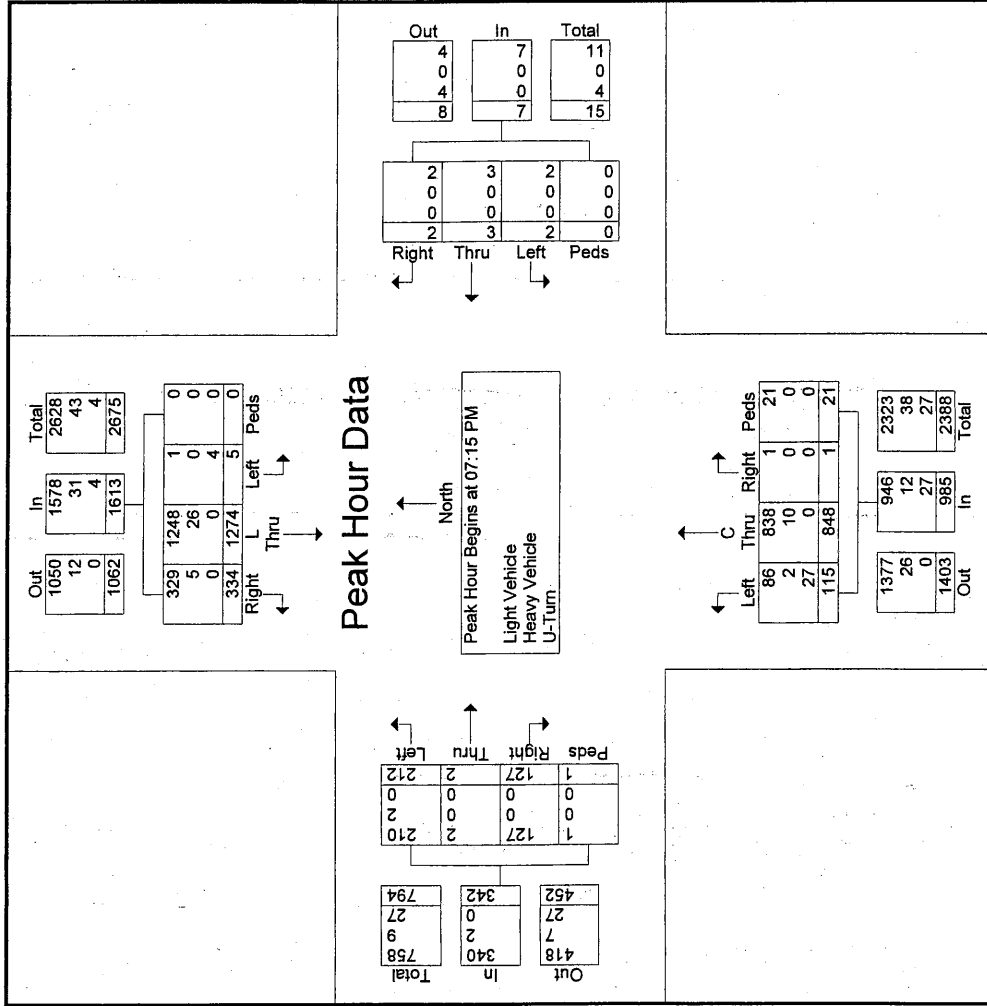 Out In Total
4 7 11
0 0 0
4 0 4
8 7 15
2 3 2 0
0 0 0 0
0 0 0 0
2 3 2 0
Right Thru Left Peds
Out In Total
1050 1578 2628
12 31 43
0 4 4
1062 1613 2675
329 1248 1 0
5 26 0 0
0 0 4 0
334 1274 5 0
Right L Thru Left Peds
Peak Hour Data
North
Peak Hour Begins at 07:15 PM
Light Vehicle
Heavy Vehicle
U-Turn
C
Left Thru Right Peds
86 838 1 21
2 10 0 0
27 0 0 0
115 848 1 21
1377 946 2323
26 12 38
0 27 27
1403 985 2388
Out In Total
Left Thru Right Peds
212 2 127 1
0 0 0 0
2 0 0 0
210 2 127 1
794 342 452
27 0 27
9 2 7
758 340 418
Total In Out